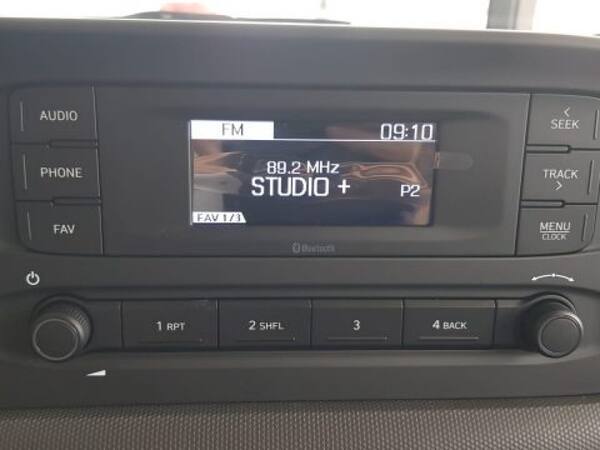 AUDIO
PHONE
FAV
FM 09:10
89.2 MHz
STUDIO +
P2
FAV 1/3
Bluetooth
< SEEK
TRACK >
MENU
CLOCK
1 RPT
2 SHFL
3
4 BACK